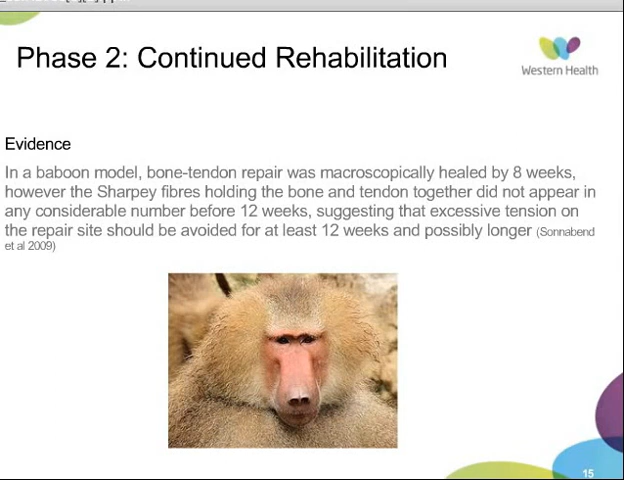 Phase 2: Continued Rehabilitation
Western Health
Evidence
In a baboon model, bone-tendon repair was macroscopically healed by 8 weeks,
however the Sharpey fibres holding the bone and tendon together did not appear in
any considerable number before 12 weeks, suggesting that excessive tension on
the repair site should be avoided for at least 12 weeks and possibly longer (Sonnabend
et al 2009)
15